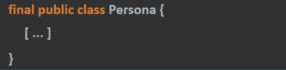 final public class Persona {
[ ... ]
}